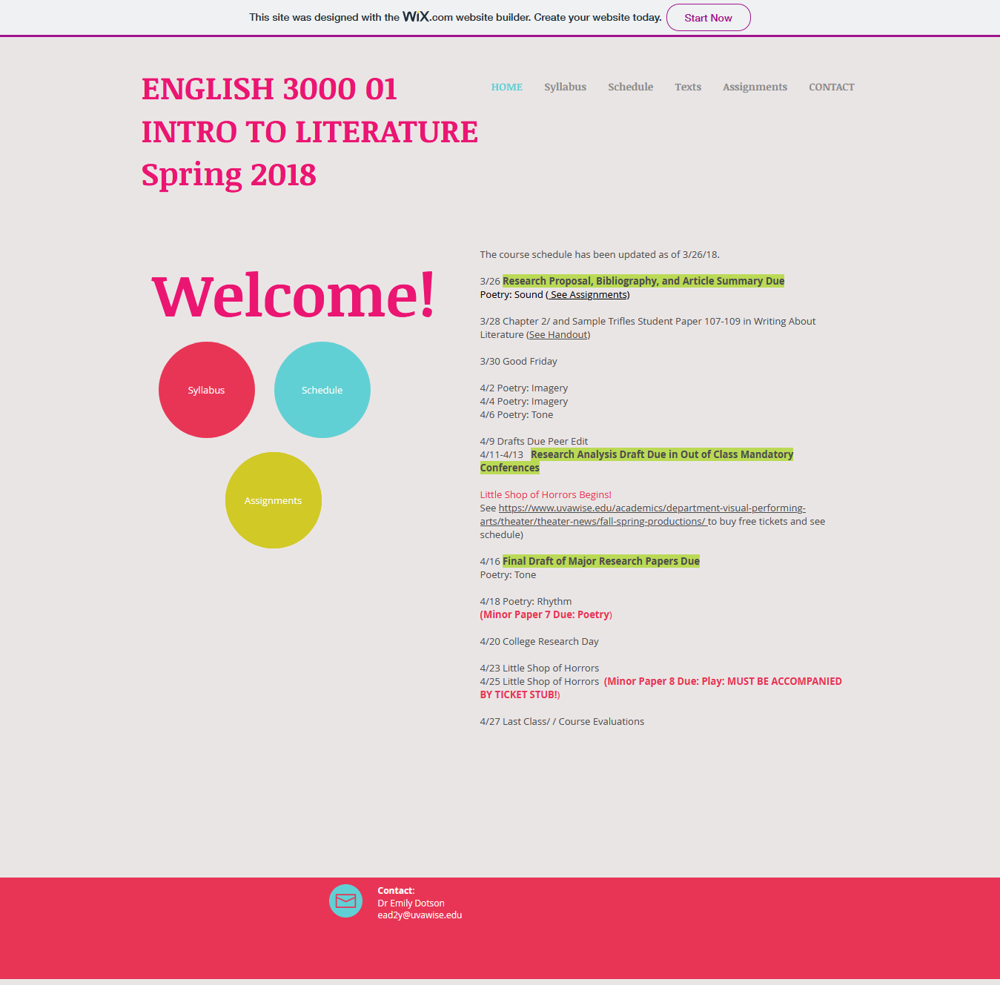 This site was designed with the WiX.com website builder. Create your website today. Start Now
ENGLISH 3000 01
INTRO TO LITERATURE
Spring 2018
HOME Syllabus Schedule Texts Assignments CONTACT
Welcome!
Syllabus
Schedule
Assignments
The course schedule has been updated as of 3/26/18.
3/26 Research Proposal, Bibliography, and Article Summary Due
Poetry: Sound ( See Assignments)
3/28 Chapter 2/ and Sample Trifles Student Paper 107-109 in Writing About
Literature (See Handout)
3/30 Good Friday
4/2 Poetry: Imagery
4/4 Poetry: Imagery
4/6 Poetry: Tone
4/9 Drafts Due Peer Edit
4/11-4/13 Research Analysis Draft Due in Out of Class Mandatory
Conferences
Little Shop of Horrors Begins!
See https://www.uvawise.edu/academics/department-visual-performing-
arts/theater/theater-news/fall-spring-productions/ to buy free tickets and see
schedule)
4/16 Final Draft of Major Research Papers Due
Poetry: Tone
4/18 Poetry: Rhythm
(Minor Paper 7 Due: Poetry)
4/20 College Research Day
4/23 Little Shop of Horrors
4/25 Little Shop of Horrors (Minor Paper 8 Due: Play: MUST BE ACCOMPANIED
BY TICKET STUB!)
4/27 Last Class/ / Course Evaluations
Contact:
Dr Emily Dotson
ead2y@uvawise.edu